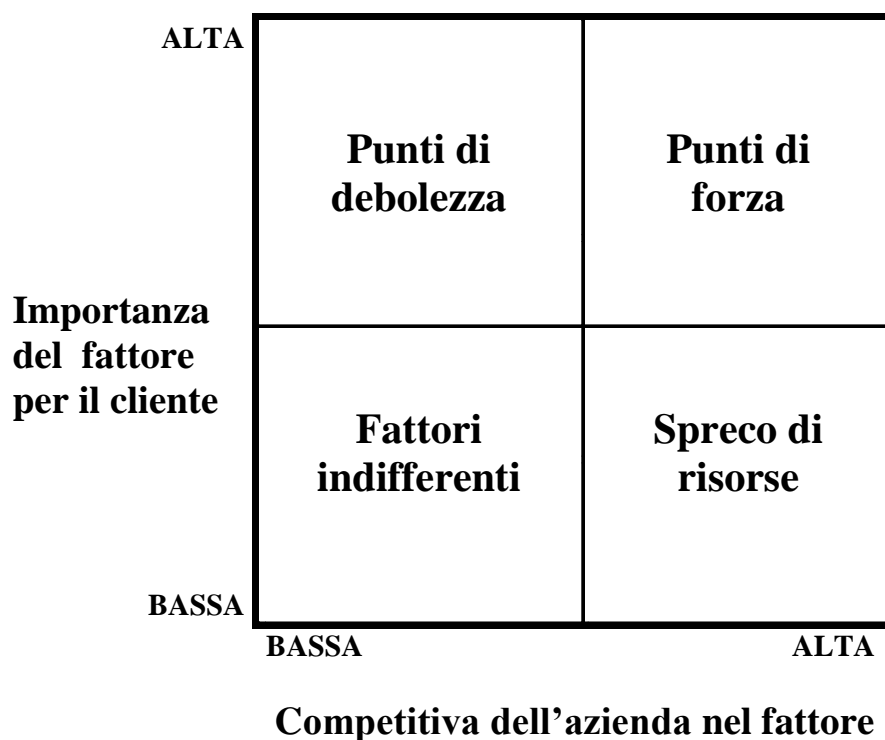 ALTA
Punti di
debolezza
Punti di
forza
Importanza
del fattore
per il cliente
Fattori
indifferenti
Spreco di
risorse
BASSA
BASSA
ALTA
Competitiva dell’azienda nel fattore